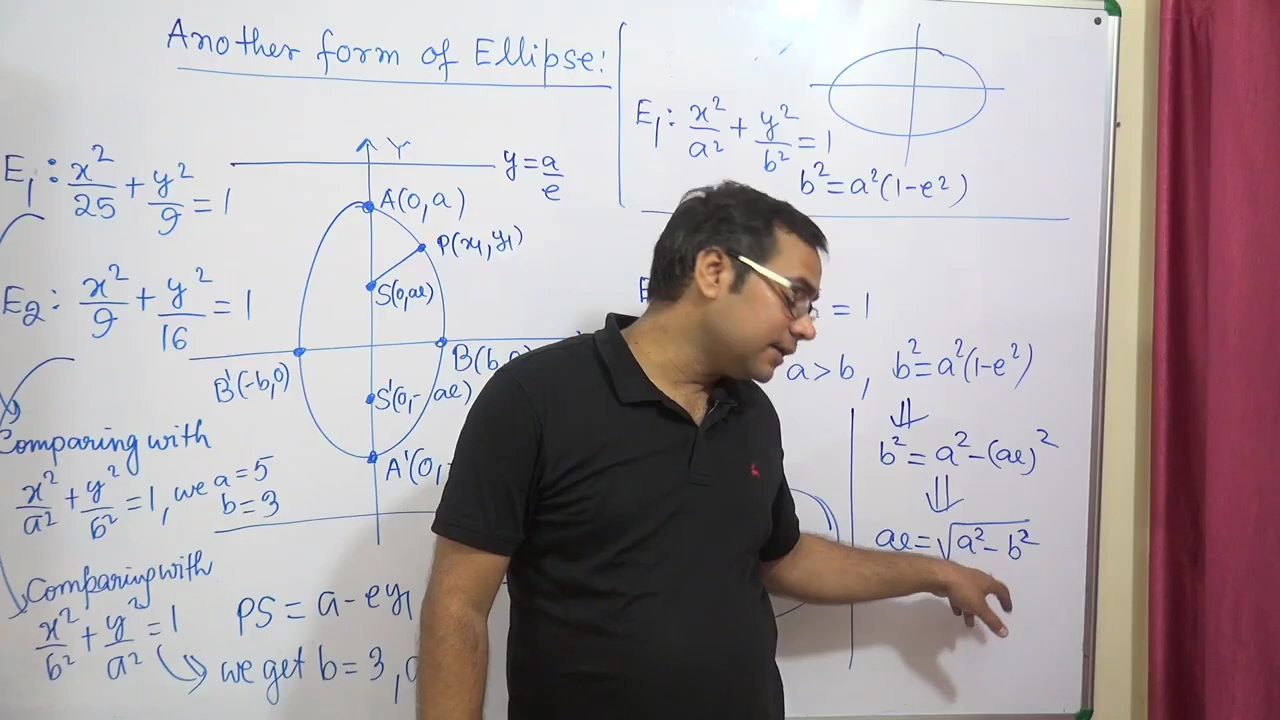 Another form of Ellipse:
E₁: x²/25 + y²/9 = 1
E₂: x²/9 + y²/16 = 1
Comparing with
x²/a² + y²/b² = 1, we a = 5
b = 3
Comparing with
x²/b² + y²/a² = 1
we get b = 3,
Y
y = a/e
A(0, a)
P(x₁, y₁)
S(0, ae)
B'(-b, 0)
B(b,
S'(0, -ae)
A'(0,
PS = a - ey₁
E₁: x²/a² + y²/b² = 1
b² = a²(1-e²)
= 1
a > b, b² = a²(1-e²)
⇓
b² = a² - (ae)²
⇓
ae = √(a² - b²)